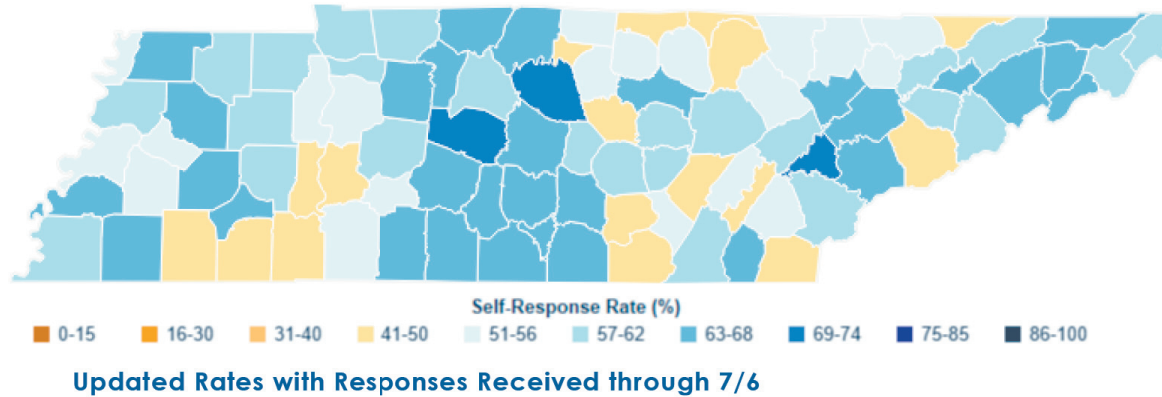 Self-Response Rate (%)
0-15 16-30 31-40 41-50 51-56 57-62 63-68 69-74 75-85 86-100
Updated Rates with Responses Received through 7/6